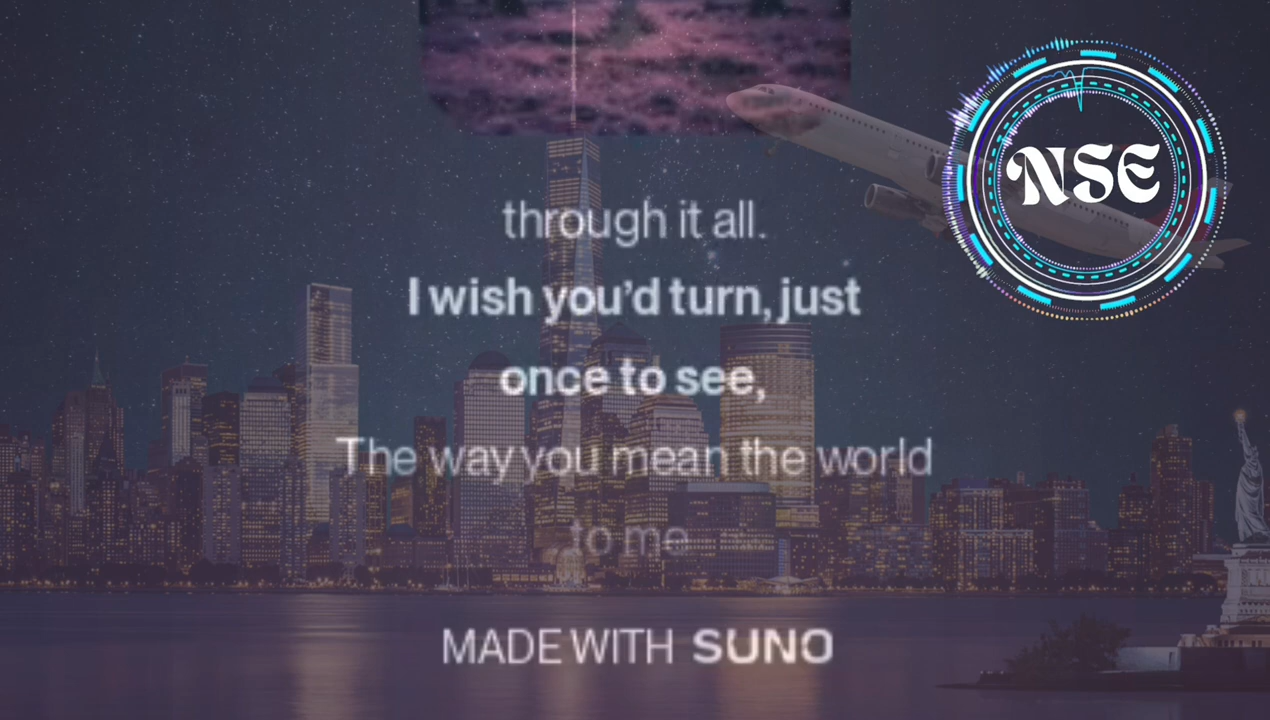 NSE
through it all.
I wish you’d turn, just
once to see,
The way you mean the world
to me
MADE WITH SUNO